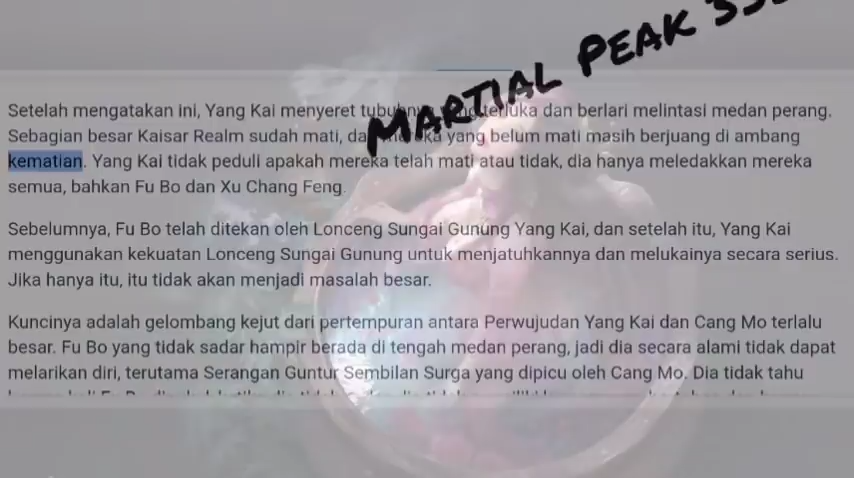 MARTIAL PEAK
Setelah mengatakan ini, Yang Kai menyeret tubuhnya yang terluka dan berlari melintasi medan perang.
Sebagian besar Kaisar Realm sudah mati, dan mereka yang belum mati masih berjuang di ambang
kematian. Yang Kai tidak peduli apakah mereka telah mati atau tidak, dia hanya meledakkan mereka
semua, bahkan Fu Bo dan Xu Chang Feng.
Sebelumnya, Fu Bo telah ditekan oleh Lonceng Sungai Gunung Yang Kai, dan setelah itu, Yang Kai
menggunakan kekuatan Lonceng Sungai Gunung untuk menjatuhkannya dan melukainya secara serius.
Jika hanya itu, itu tidak akan menjadi masalah besar.
Kuncinya adalah gelombang kejut dari pertempuran antara Perwujudan Yang Kai dan Cang Mo terlalu
besar. Fu Bo yang tidak sadar hampir berada di tengah medan perang, jadi dia secara alami tidak dapat
melarikan diri, terutama Serangan Guntur Sembilan Surga yang dipicu oleh Cang Mo. Dia tidak tahu